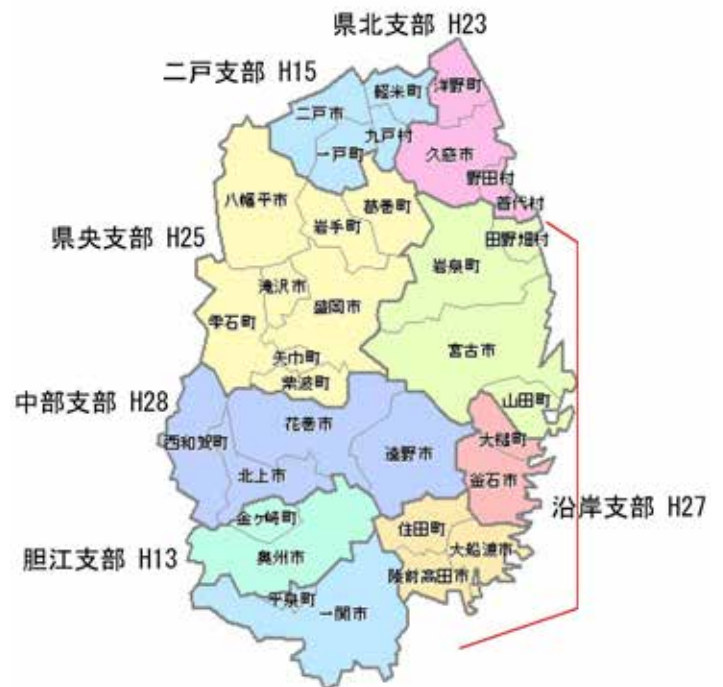 県北支部 H23
二戸支部 H15
洋野町
軽米町
二戸市
九戸村
一戸町
久慈市
野田村
普代村
八幡平市
葛巻町
岩手町
田野畑村
県央支部 H25
岩泉町
滝沢市
盛岡市
雫石町
宮古市
矢巾町
紫波町
山田町
中部支部 H28
花巻市
大槌町
西和賀町
遠野市
北上市
釜石市
沿岸支部 H27
金ヶ崎町
住田町
大船渡市
胆江支部 H13
奥州市
陸前高田市
平泉町
一関市